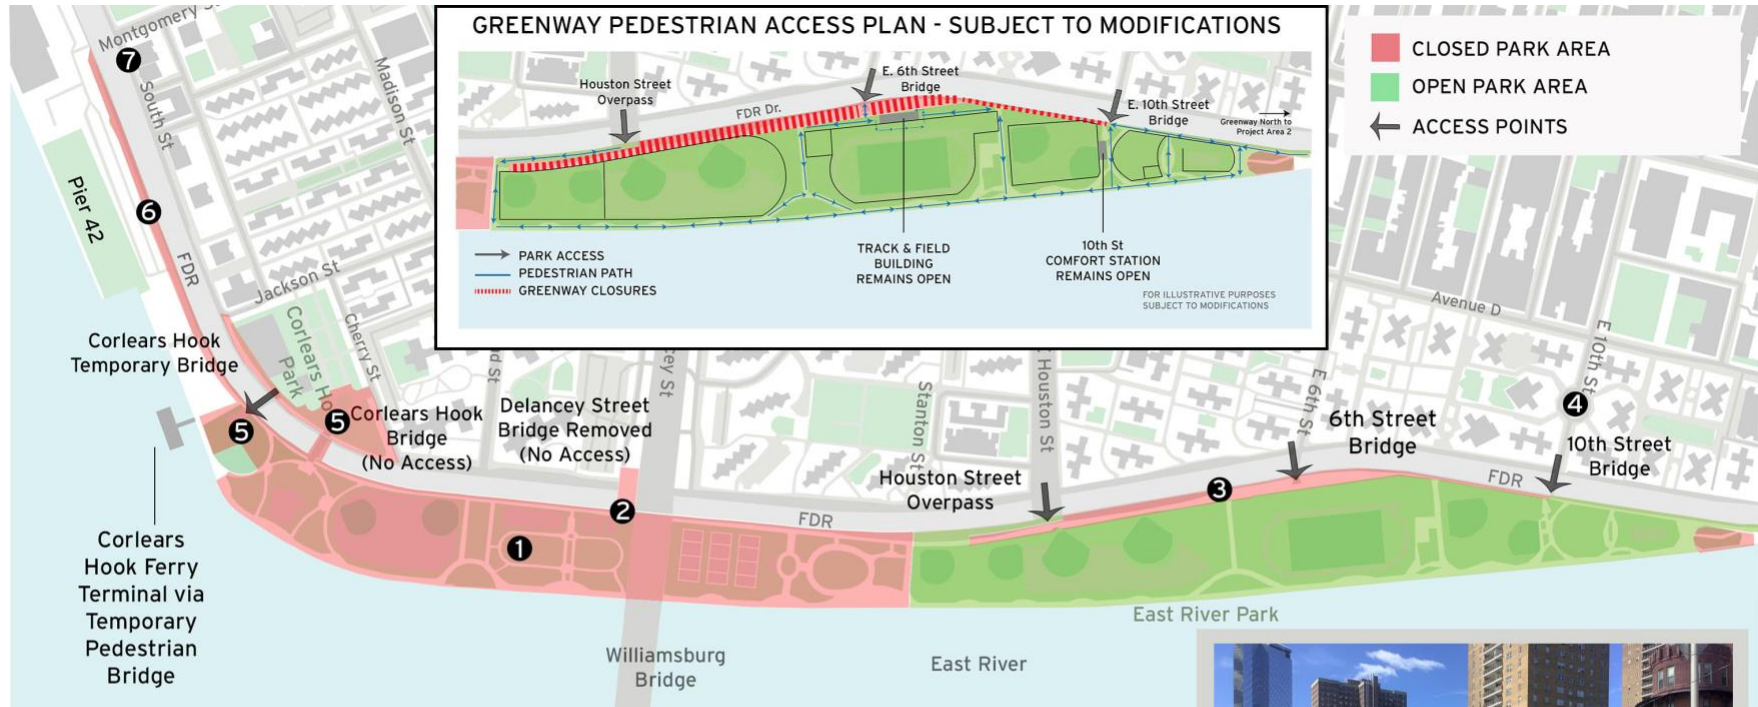 GREENWAY PEDESTRIAN ACCESS PLAN - SUBJECT TO MODIFICATIONS
Houston Street
Overpass
FDR Dr.
E. 6th Street
Bridge
E. 10th Street
Bridge
Greenway North to
Project Area 2
PARK ACCESS
PEDESTRIAN PATH
GREENWAY CLOSURES
TRACK & FIELD
BUILDING
REMAINS OPEN
10th St
COMFORT STATION
REMAINS OPEN
FOR ILLUSTRATIVE PURPOSES
SUBJECT TO MODIFICATIONS
CLOSED PARK AREA
OPEN PARK AREA
ACCESS POINTS
Montgomery S
7
South St
Madison St
6
Pier 42
FDR
Jackson St
Cherry St
Corlears Ho
Park
Corlears Hook
Temporary Bridge
5
5
Corlears Hook
Bridge
(No Access)
Delancey Street
Bridge Removed
(No Access)
d St
cey St
Stanton St
Houston St
E 6th St
E 10th St
Avenue D
4
6th Street
Bridge
10th Street
Bridge
Houston Street
Overpass
3
FDR
2
FDR
1
Corlears
Hook Ferry
Terminal via
Temporary
Pedestrian
Bridge
East River Park
Williamsburg
Bridge
East River